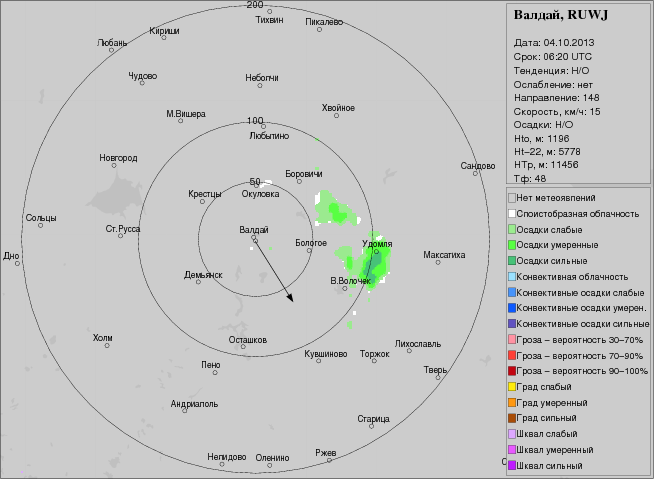 Валдай, RUWJ
Дата: 04.10.2013
Срок: 06:20 UTC
Тенденция: Н/О
Ослабление: нет
Направление: 148
Скорость, км/ч: 15
Осадки: Н/О
Hto, м: 1196
Ht–22, м: 5778
HTp, м: 11456
Тф: 48
Нет метеоявлений
Слоистобразная облачность
Осадки слабые
Осадки умеренные
Осадки сильные
Конвективная облачность
Конвективные осадки слабые
Конвективные осадки умерен.
Конвективные осадки сильные
Гроза – вероятность 30–70%
Гроза – вероятность 70–90%
Гроза – вероятность 90–100%
Град слабый
Град умеренный
Град сильный
Шквал слабый
Шквал умеренный
Шквал сильный
200
Тихвин
Пикалево
Кириши
Любань
Чудово
Неболчи
Хвойное
М.Вишера
100
Любытино
Новгород
Сандово
Боровичи
50
Окуловка
Крестцы
Сольцы
Ст.Русса
Валдай
Бологое
Удомля
Максатиха
Дно
Демьянск
В.Волочек
Холм
Осташков
Кувшиново
Торжок
Лихославль
Пено
Тверь
Андриаполь
Старица
Нелидово
Оленино
Ржев